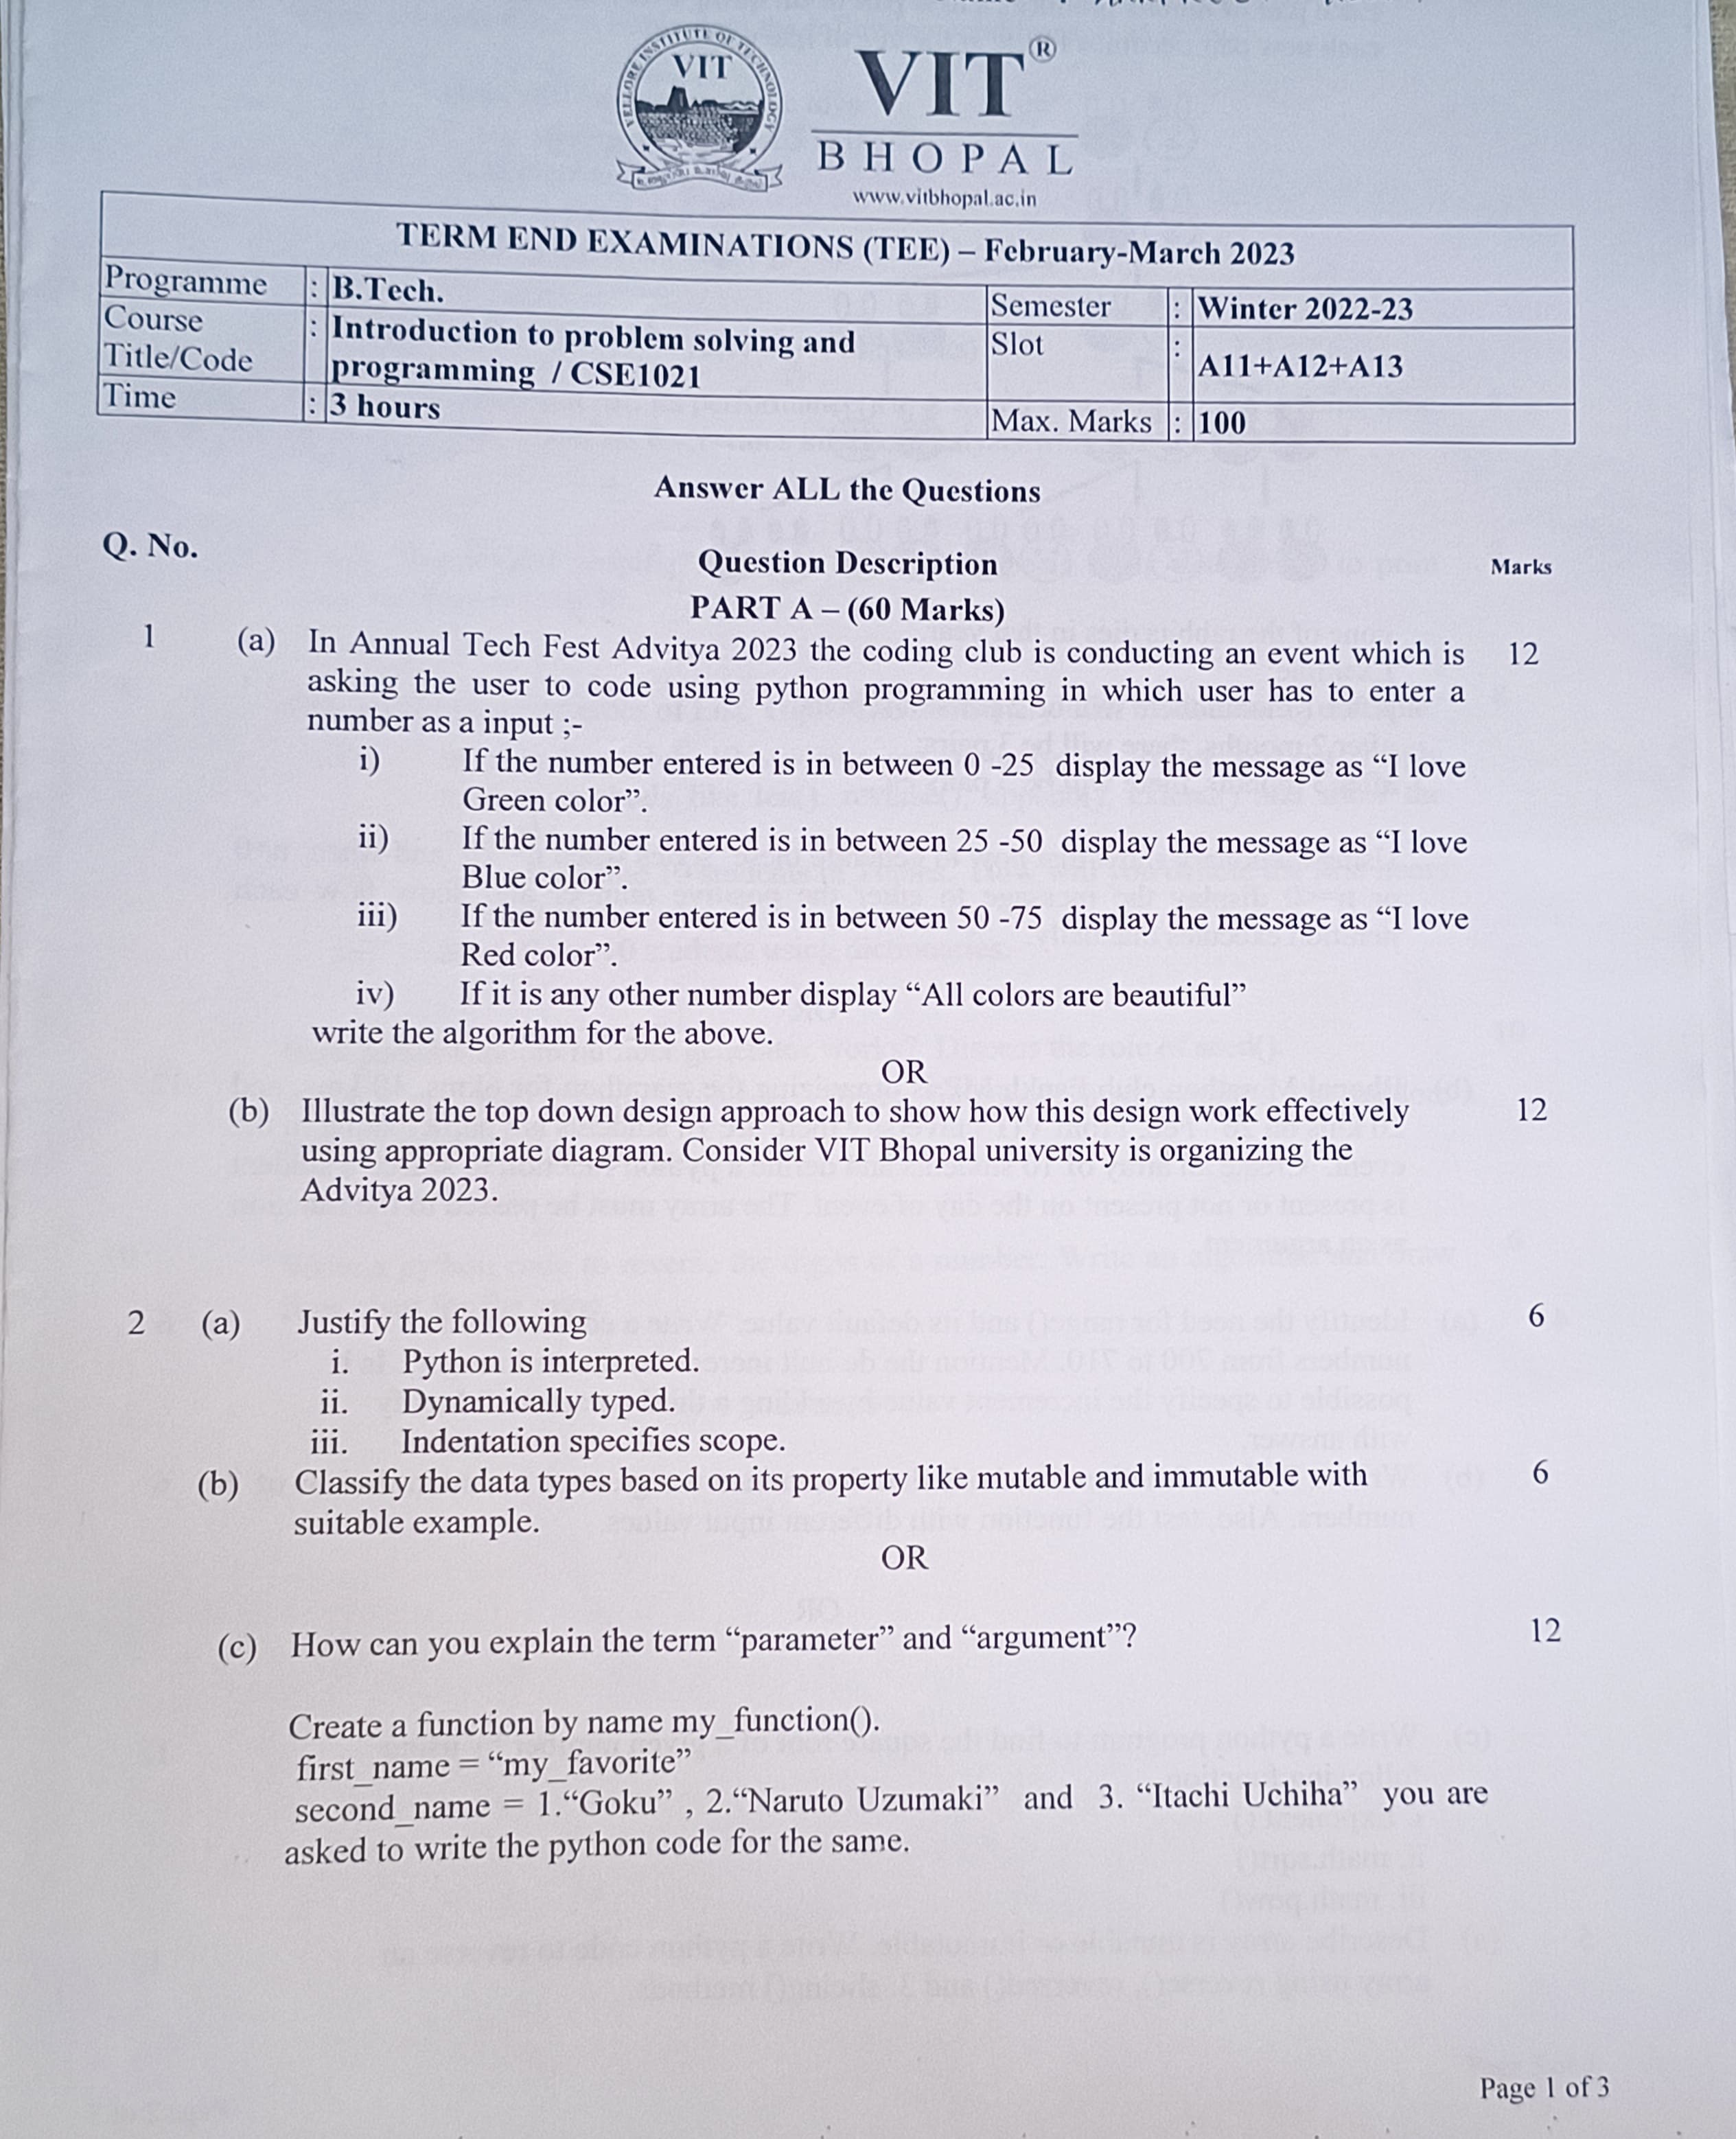 VELLORE INSTITUTE OF TECHNOLOGY
VIT
VIT®
BHOPAL
www.vitbhopal.ac.in
TERM END EXAMINATIONS (TEE) – February-March 2023
Programme : B.Tech. Semester : Winter 2022-23
Course : Introduction to problem solving and Slot :
Title/Code programming / CSE1021 A11+A12+A13
Time : 3 hours Max. Marks : 100
Answer ALL the Questions
Q. No. Question Description Marks
PART A – (60 Marks)
1 (a) In Annual Tech Fest Advitya 2023 the coding club is conducting an event which is 12
asking the user to code using python programming in which user has to enter a
number as a input ;-
i) If the number entered is in between 0 -25 display the message as “I love
Green color”.
ii) If the number entered is in between 25 -50 display the message as “I love
Blue color”.
iii) If the number entered is in between 50 -75 display the message as “I love
Red color”.
iv) If it is any other number display “All colors are beautiful”
write the algorithm for the above.
OR
(b) Illustrate the top down design approach to show how this design work effectively 12
using appropriate diagram. Consider VIT Bhopal university is organizing the
Advitya 2023.
2 (a) Justify the following 6
i. Python is interpreted.
ii. Dynamically typed.
iii. Indentation specifies scope.
(b) Classify the data types based on its property like mutable and immutable with 6
suitable example.
OR
(c) How can you explain the term “parameter” and “argument”? 12
Create a function by name my_function().
first_name = “my_favorite”
second_name = 1.“Goku” , 2.“Naruto Uzumaki” and 3. “Itachi Uchiha” you are
asked to write the python code for the same.
Page 1 of 3